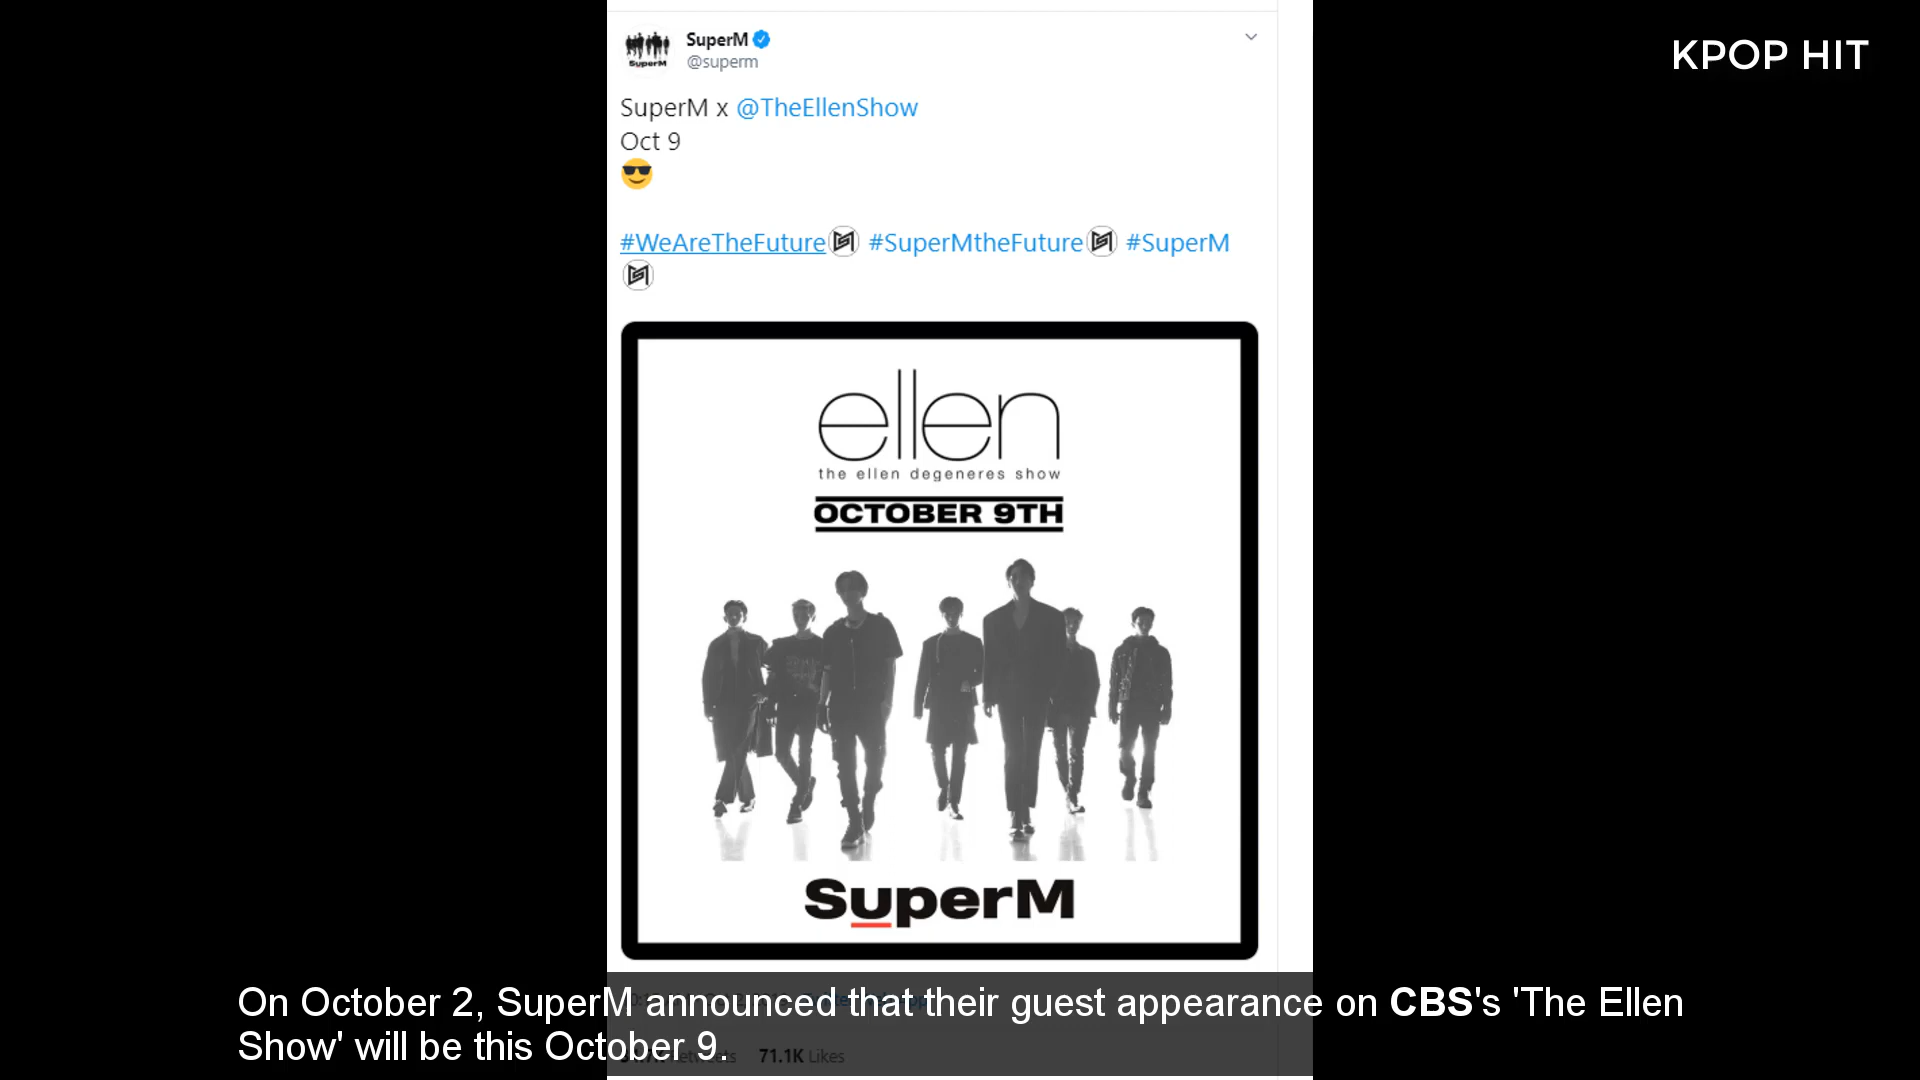 SuperM
@superm
KPOP HIT
SuperM
SuperM x @TheEllenShow
Oct 9
#WeAreTheFuture #SuperMtheFuture #SuperM
ellen
the ellen degeneres show
OCTOBER 9TH
SuperM
On October 2, SuperM announced that their guest appearance on CBS's 'The Ellen
Show' will be this October 9.
71.1K Likes